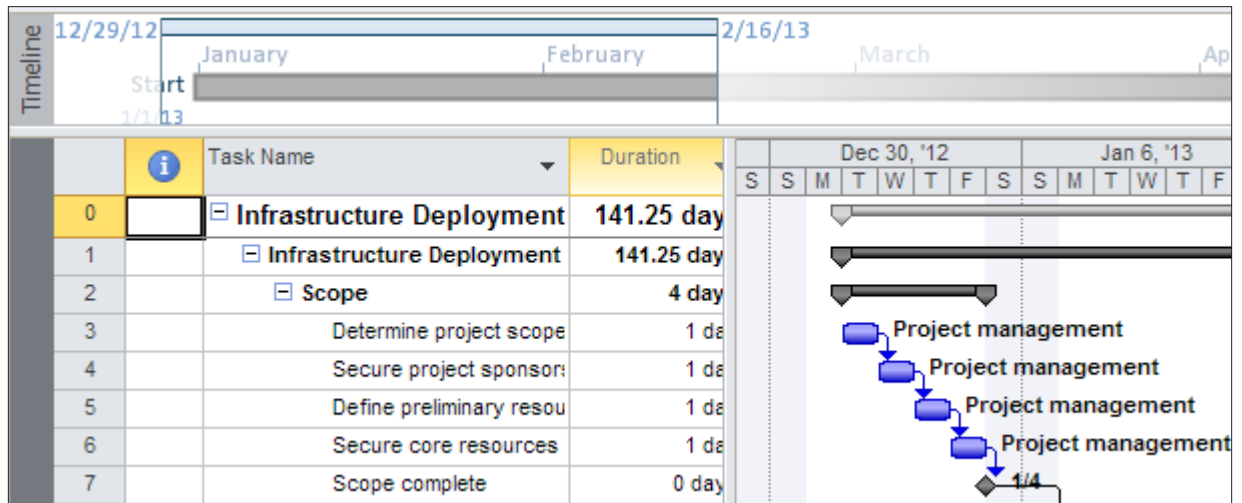 Timeline
12/29/12
2/16/13
January February March Ap
Start
1/1/13
Task Name Duration
Dec 30, '12 Jan 6, '13
S S M T W T F S S M T W T F
0 Infrastructure Deployment 141.25 day
1 Infrastructure Deployment 141.25 day
2 Scope 4 day
3 Determine project scope 1 da Project management
4 Secure project sponsors 1 da Project management
5 Define preliminary resou 1 da Project management
6 Secure core resources 1 da Project management
7 Scope complete 0 day 1/4